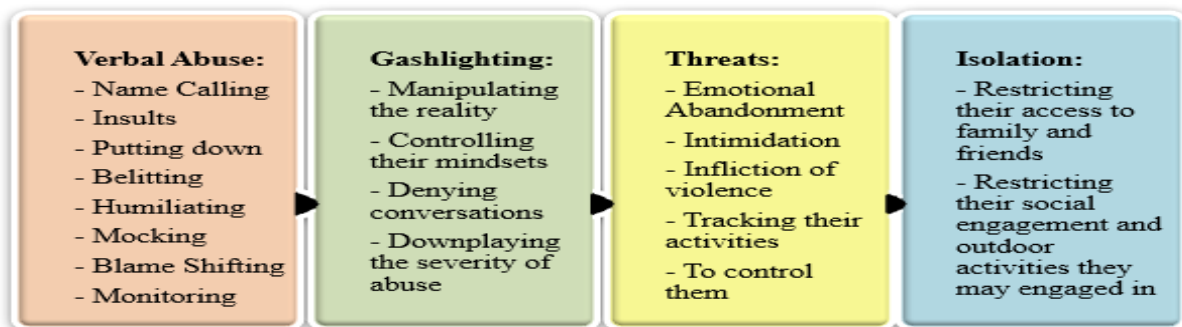 Verbal Abuse:
- Name Calling
- Insults
- Putting down
- Belitting
- Humiliating
- Mocking
- Blame Shifting
- Monitoring
Gashlighting:
- Manipulating
the reality
- Controlling
their mindsets
- Denying
conversations
- Downplaying
the severity of
abuse
Threats:
- Emotional
Abandonment
- Intimidation
- Infliction of
violence
- Tracking their
activities
- To control
them
Isolation:
- Restricting
their access to
family and
friends
- Restricting
their social
engagement and
outdoor
activities they
may engaged in